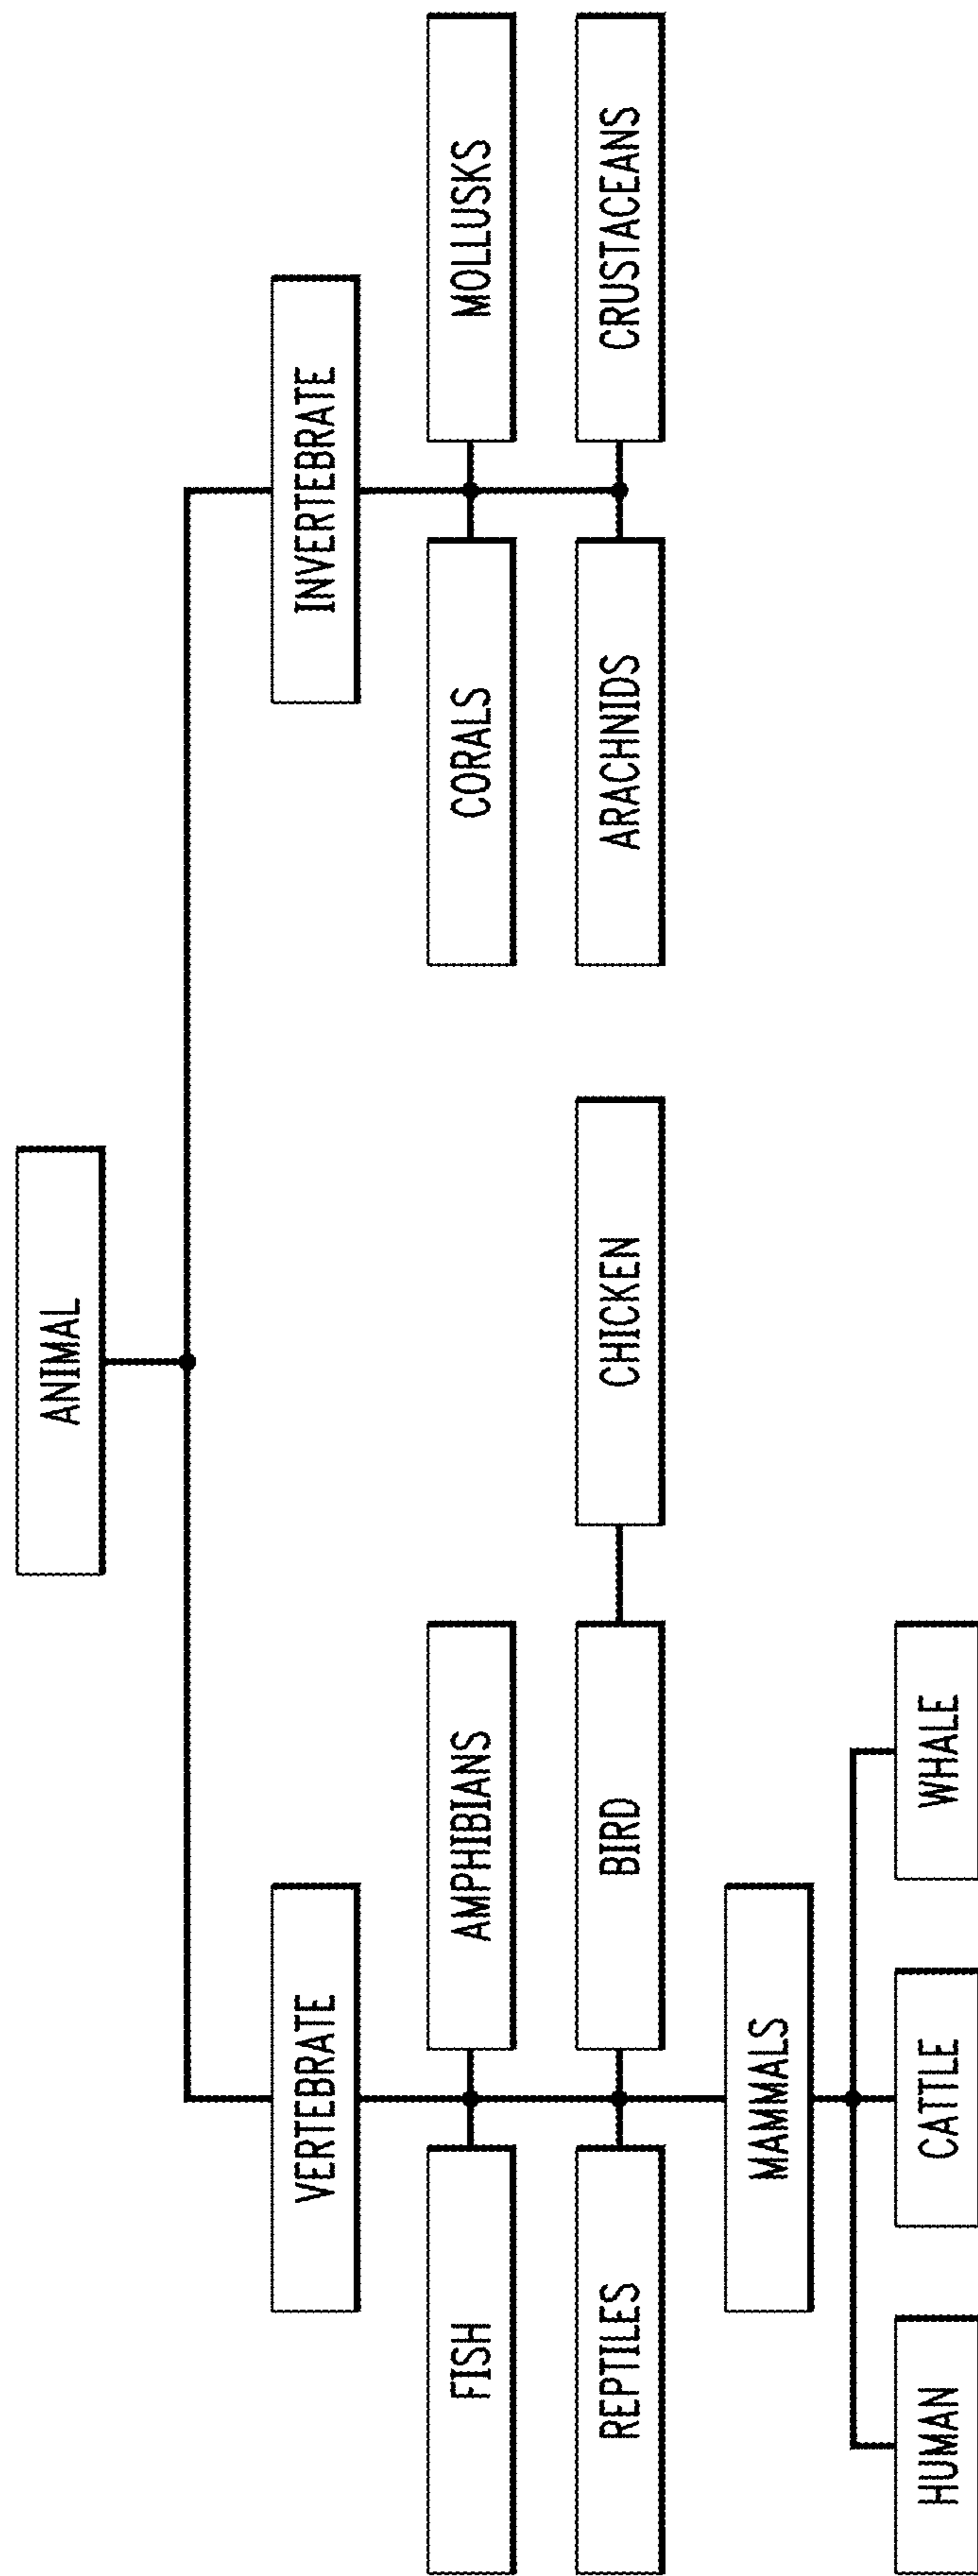 ANIMAL
VERTEBRATE
INVERTEBRATE
FISH
AMPHIBIANS
CORALS
MOLLUSKS
REPTILES
BIRD
CHICKEN
ARACHNIDS
CRUSTACEANS
MAMMALS
HUMAN
CATTLE
WHALE